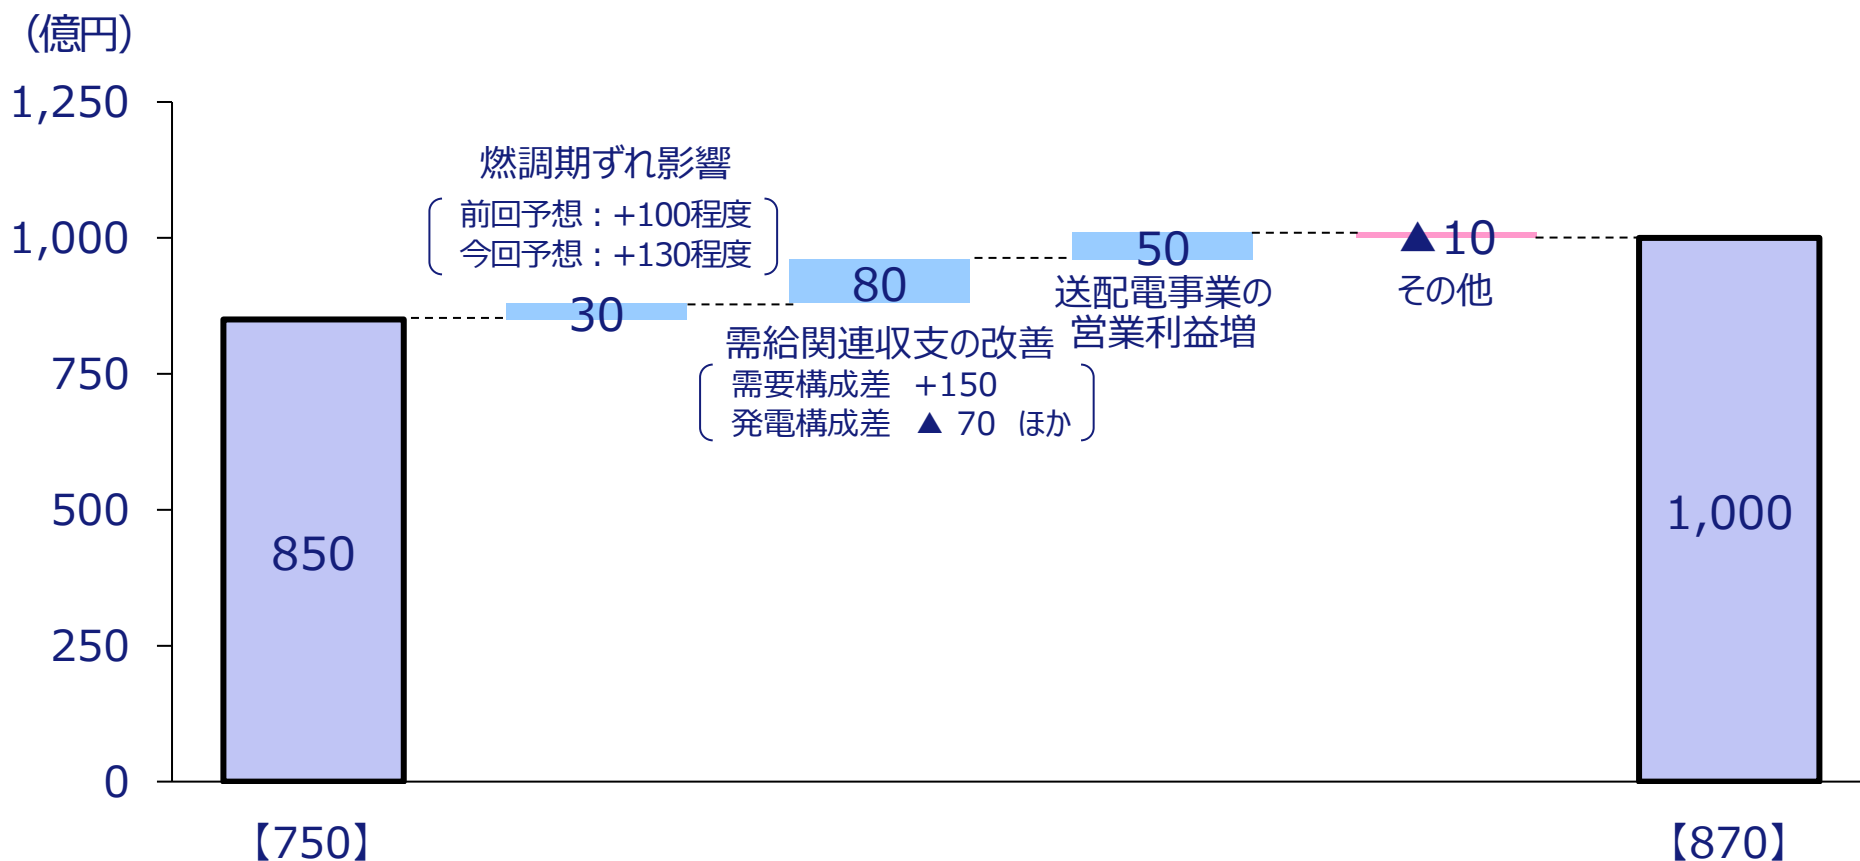 （億円）
1,250
1,000
750
500
250
0
850
燃調期ずれ影響
前回予想：+100程度
今回予想：+130程度
30
80
需給関連収支の改善
需要構成差 +150
発電構成差 ▲ 70 ほか
50
送配電事業の
営業利益増
▲10
その他
1,000
【750】
【870】